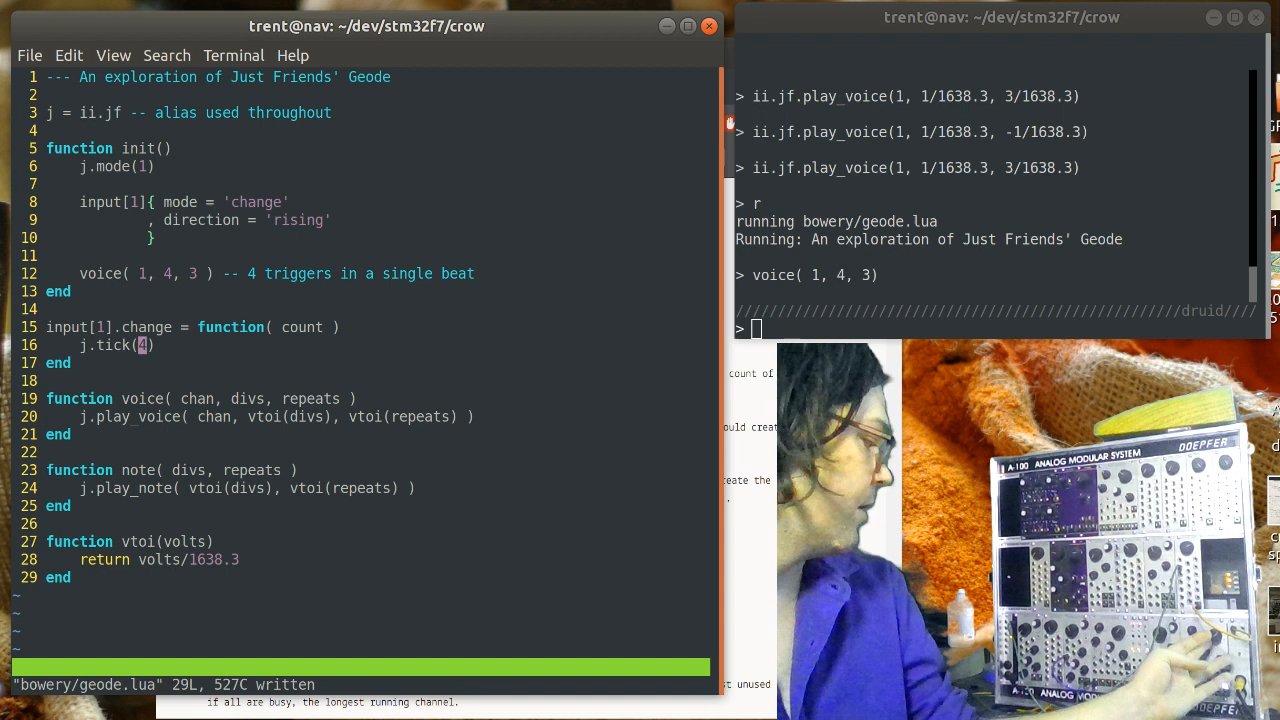 trent@nav: ~/dev/stm32f7/crow
File Edit View Search Terminal Help
1 --- An exploration of Just Friends' Geode
2
3 j = ii.jf -- alias used throughout
4
5 function init()
6 j.mode(1)
7
8 input[1]{ mode = 'change'
9 , direction = 'rising'
10 }
11
12 voice( 1, 4, 3 ) -- 4 triggers in a single beat
13 end
14
15 input[1].change = function( count )
16 j.tick(4)
17 end
18
19 function voice( chan, divs, repeats )
20 j.play_voice( chan, vtoi(divs), vtoi(repeats) )
21 end
22
23 function note( divs, repeats )
24 j.play_note( vtoi(divs), vtoi(repeats) )
25 end
26
27 function vtoi(volts)
28 return volts/1638.3
29 end
~
~
~
~
"bowery/geode.lua" 29L, 527C written
trent@nav: ~/dev/stm32f7/crow
> ii.jf.play_voice(1, 1/1638.3, 3/1638.3)
> ii.jf.play_voice(1, 1/1638.3, -1/1638.3)
> ii.jf.play_voice(1, 1/1638.3, 3/1638.3)
> r
running bowery/geode.lua
Running: An exploration of Just Friends' Geode
> voice( 1, 4, 3)
/////////////////////////////////////////////////////druid////
>
count of
ould creat
eate the
st unused
if all are busy, the longest running channel.
A-100 ANALOG MODULAR SYSTEM
DOEPFER
DOEPFER